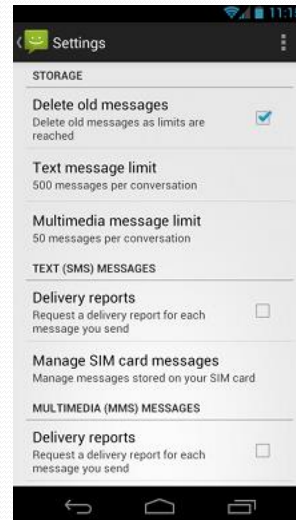 11:15
Settings
STORAGE
Delete old messages
Delete old messages as limits are
reached
Text message limit
500 messages per conversation
Multimedia message limit
50 messages per conversation
TEXT (SMS) MESSAGES
Delivery reports
Request a delivery report for each
message you send
Manage SIM card messages
Manage messages stored on your SIM card
MULTIMEDIA (MMS) MESSAGES
Delivery reports
Request a delivery report for each
message you send